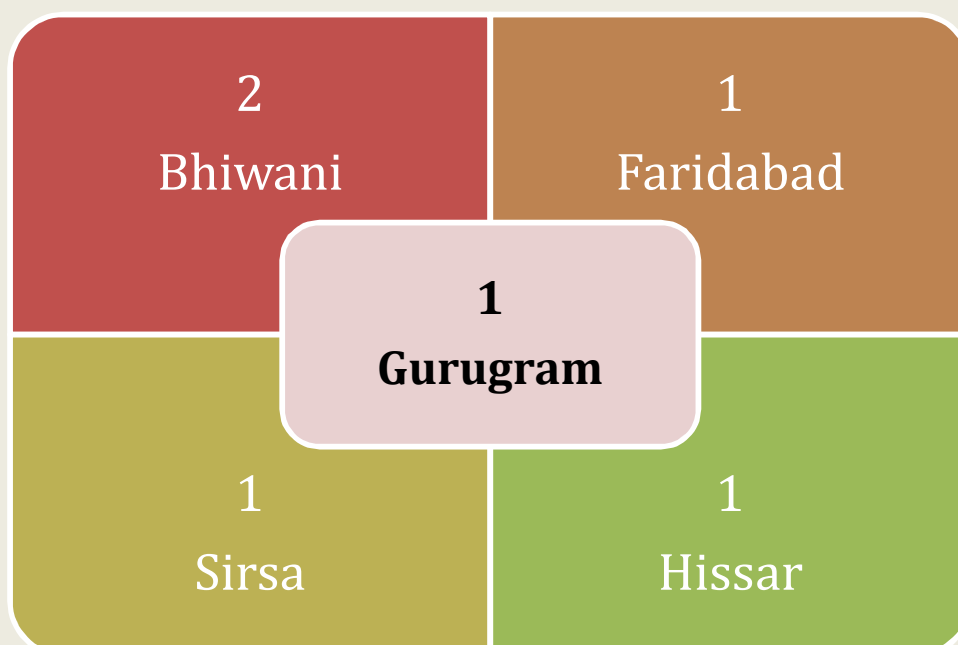 2
Bhiwani
1
Faridabad
1
Gurugram
1
Sirsa
1
Hissar